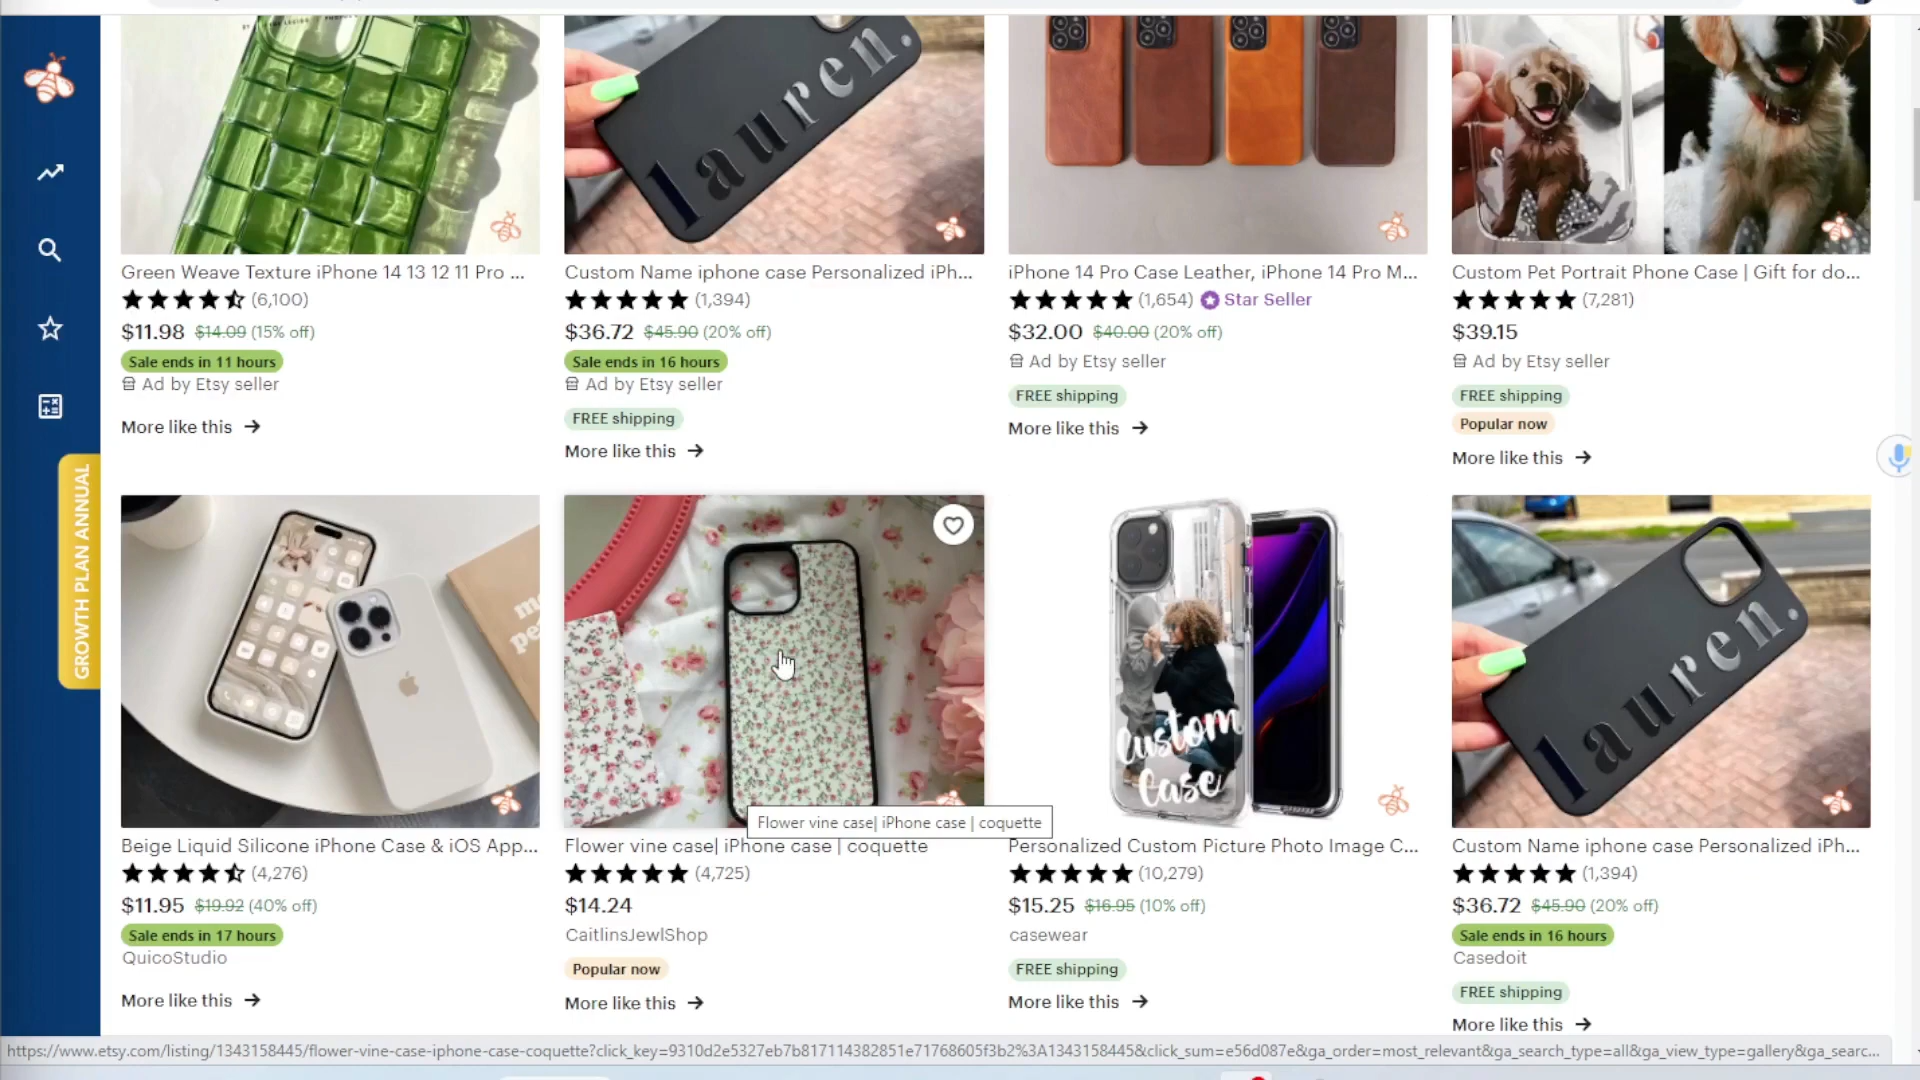 lauren.
Green Weave Texture iPhone 14 13 12 11 Pro ...
(6,100)
$11.98 $14.09 (15% off)
Sale ends in 11 hours
Ad by Etsy seller
More like this →
Custom Name iphone case Personalized iPh...
(1,394)
$36.72 $45.90 (20% off)
Sale ends in 16 hours
Ad by Etsy seller
FREE shipping
More like this →
iPhone 14 Pro Case Leather, iPhone 14 Pro M...
(1,654) Star Seller
$32.00 $40.00 (20% off)
Ad by Etsy seller
FREE shipping
More like this →
Custom Pet Portrait Phone Case | Gift for do...
(7,281)
$39.15
Ad by Etsy seller
FREE shipping
Popular now
More like this →
GROWTH PLAN ANNUAL
Custom
Case
lauren.
Flower vine case| iPhone case | coquette
Beige Liquid Silicone iPhone Case & iOS App...
(4,276)
$11.95 $19.92 (40% off)
Sale ends in 17 hours
QuicoStudio
More like this →
Flower vine case| iPhone case | coquette
(4,725)
$14.24
CaitlinsJewlShop
Popular now
More like this →
Personalized Custom Picture Photo Image C...
(10,279)
$15.25 $16.95 (10% off)
casewear
FREE shipping
More like this →
Custom Name iphone case Personalized iPh...
(1,394)
$36.72 $45.90 (20% off)
Sale ends in 16 hours
Casedoit
FREE shipping
More like this →
https://www.etsy.com/listing/1343158445/flower-vine-case-iphone-case-coquette?click_key=9310d2e5327eb7b817114382851e71768605f3b2%3A1343158445&click_sum=e56d087e&ga_order=most_relevant&ga_search_type=all&ga_view_type=gallery&ga_searc...